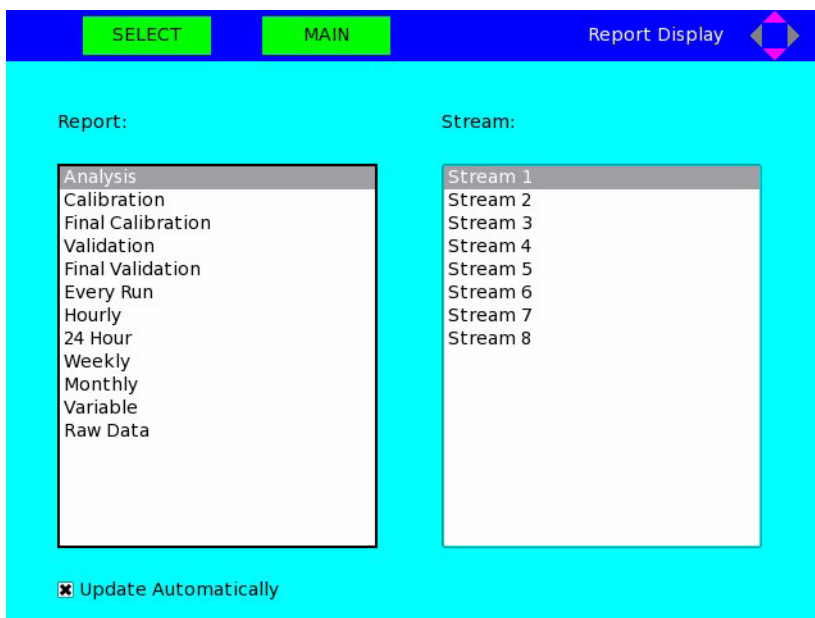 SELECT
MAIN
Report Display
Report:
Analysis
Calibration
Final Calibration
Validation
Final Validation
Every Run
Hourly
24 Hour
Weekly
Monthly
Variable
Raw Data
Stream:
Stream 1
Stream 2
Stream 3
Stream 4
Stream 5
Stream 6
Stream 7
Stream 8
Update Automatically